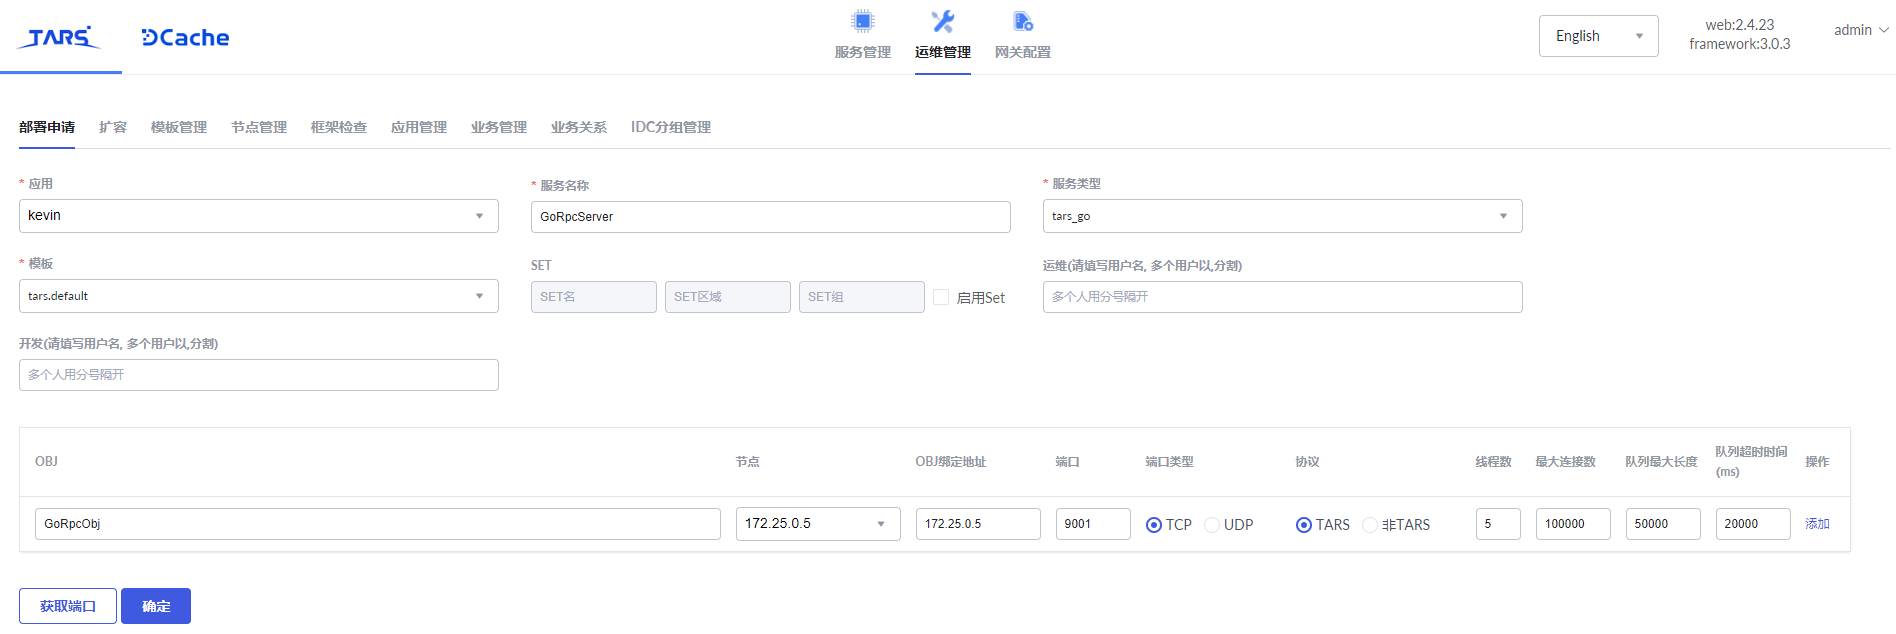 TARS
DCache
服务管理
运维管理
网关配置
English
web:2.4.23
framework:3.0.3
admin
部署申请 扩容 模板管理 节点管理 框架检查 应用管理 业务管理 业务关系 IDC分组管理
* 应用
kevin
* 服务名称
GoRpcServer
* 服务类型
tars_go
* 模板
tars.default
SET
SET名 SET区域 SET组 启用Set
运维(请填写用户名, 多个用户以,分割)
多个人用分号隔开
开发(请填写用户名, 多个用户以,分割)
多个人用分号隔开
OBJ 节点 OBJ绑定地址 端口 端口类型 协议 线程数 最大连接数 队列最大长度 队列超时时间(ms) 操作
GoRpcObj 172.25.0.5 172.25.0.5 9001 TCP UDP TARS 非TARS 5 100000 50000 20000 添加
获取端口 确定